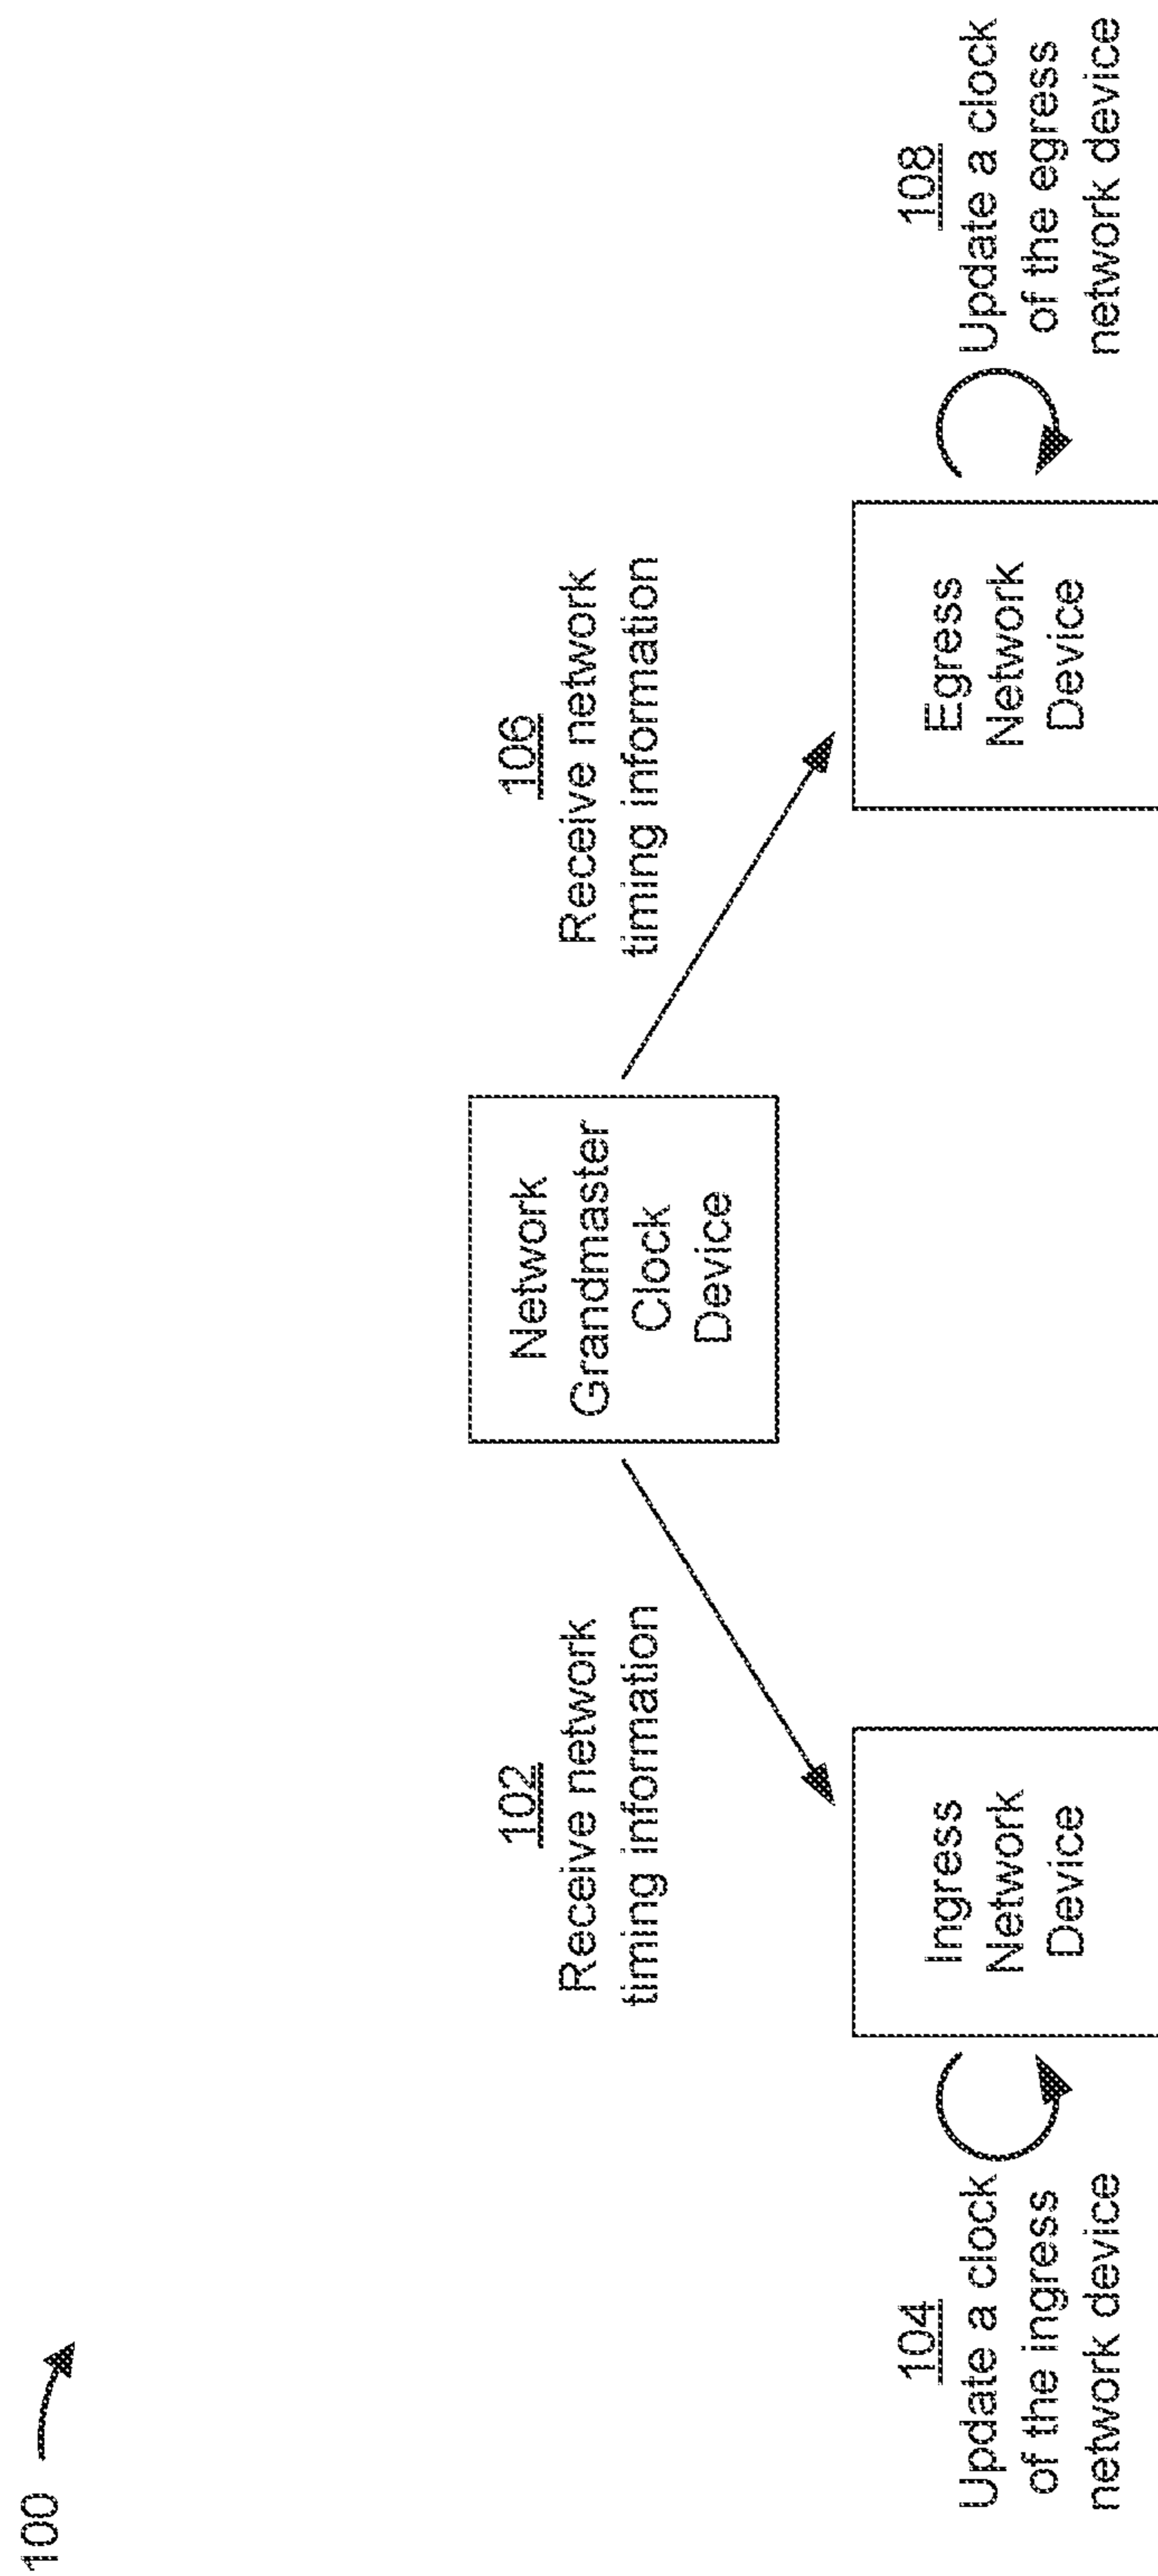 100
102
Receive network
timing information
106
Receive network
timing information
Network
Grandmaster
Clock
Device
104
Update a clock
of the ingress
network device
Ingress
Network
Device
Egress
Network
Device
108
Update a clock
of the egress
network device